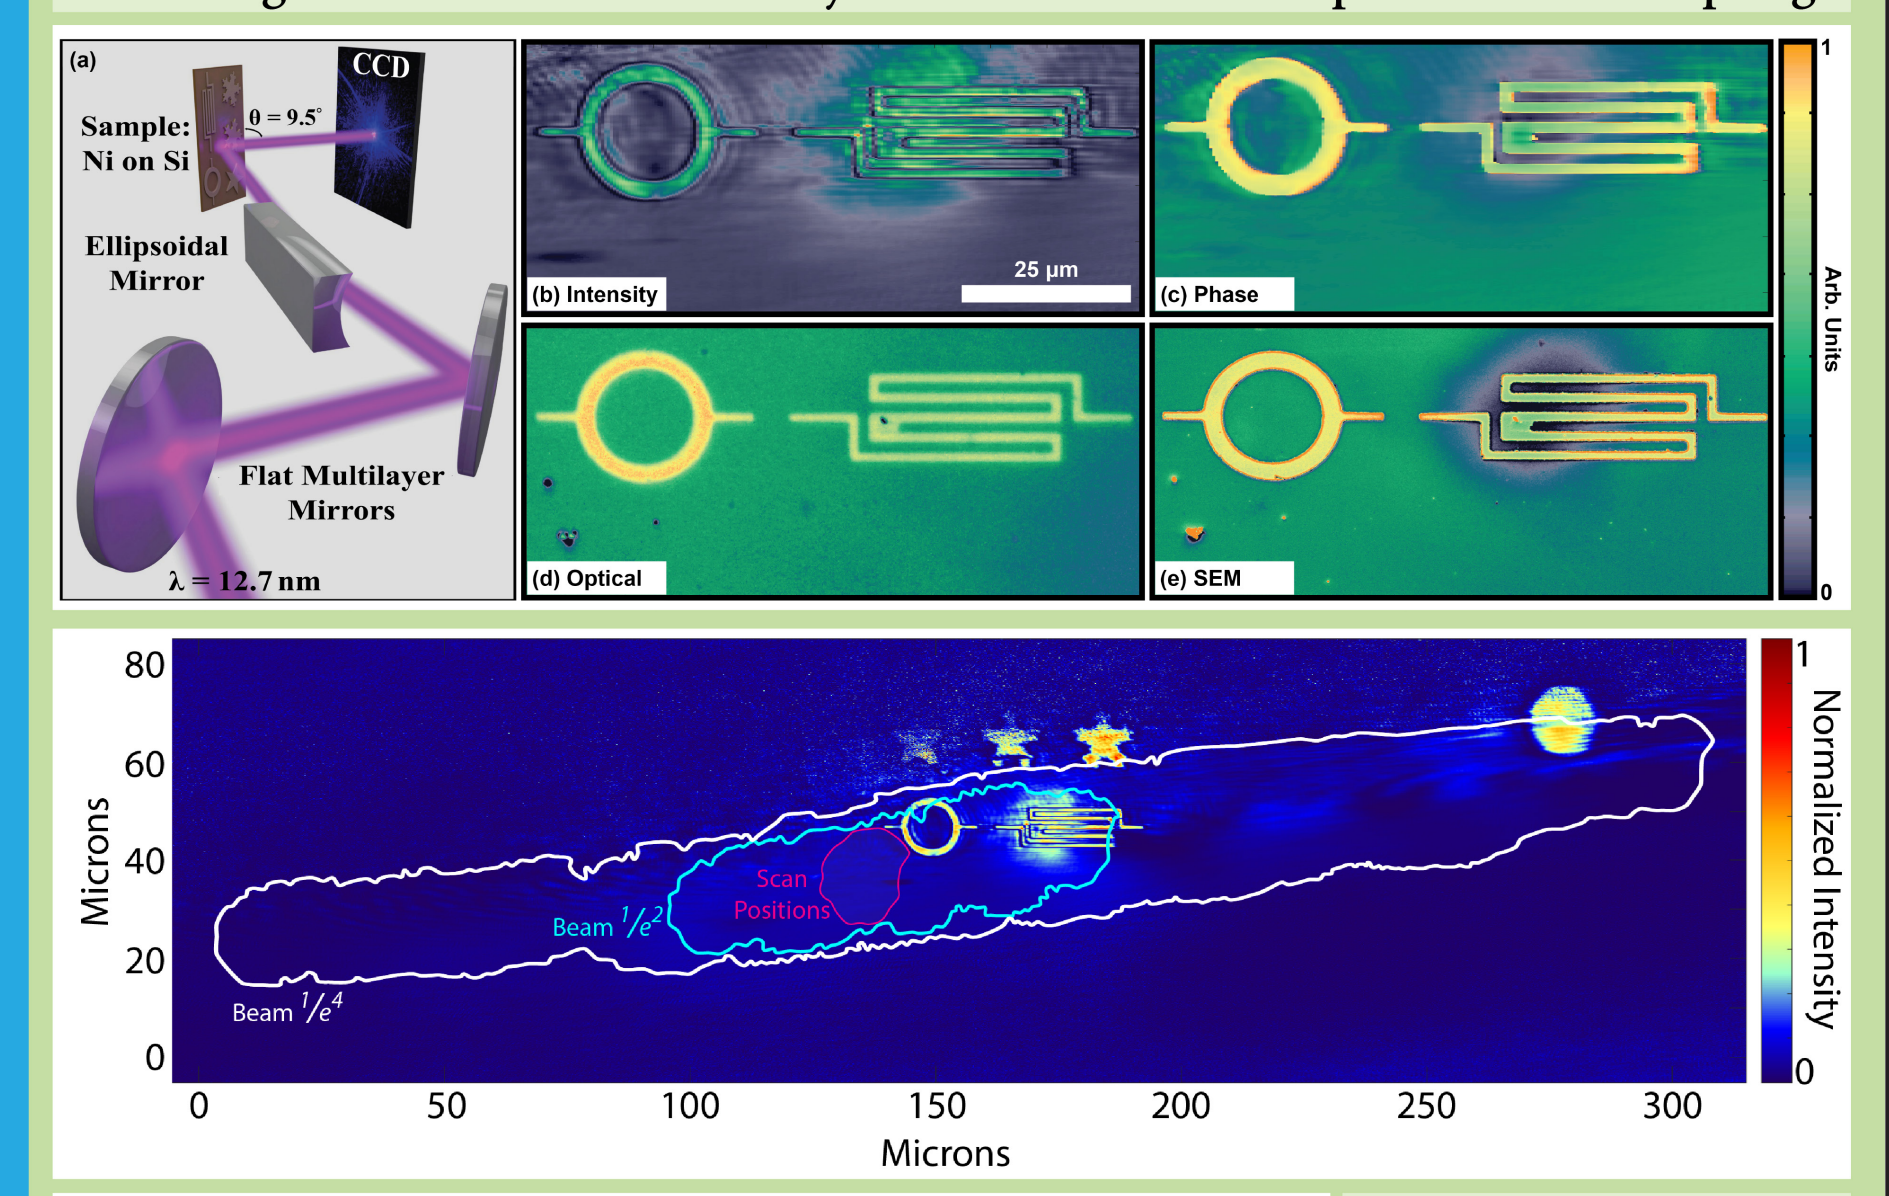 (a)
CCD
Sample:
Ni on Si
θ = 9.5°
Ellipsoidal
Mirror
Flat Multilayer
Mirrors
λ = 12.7 nm
25 μm
(b) Intensity
(c) Phase
(d) Optical
(e) SEM
1
Arb. Units
0
80
60
40
20
0
Microns
Scan
Positions
Beam 1/e²
Beam 1/e⁴
0 50 100 150 200 250 300
Microns
1
Normalized Intensity
0